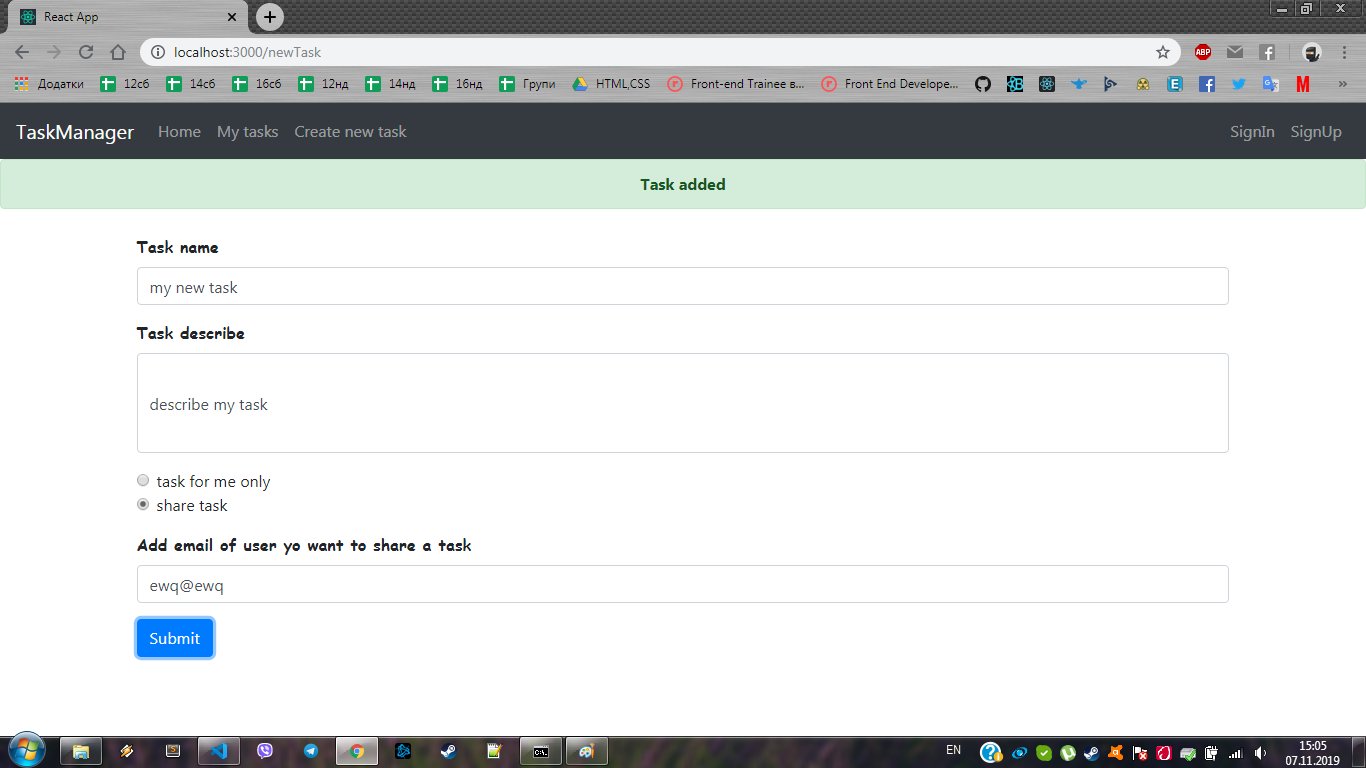 React App
localhost:3000/newTask
ABP
Додатки 12сб 14сб 16сб 12нд 14нд 16нд Групи HTML,CSS Front-end Trainee в... Front End Develope... »
TaskManager Home My tasks Create new task SignIn SignUp
Task added
Task name
my new task
Task describe
describe my task
task for me only
share task
Add email of user yo want to share a task
ewq@ewq
Submit
EN
15:05
07.11.2019